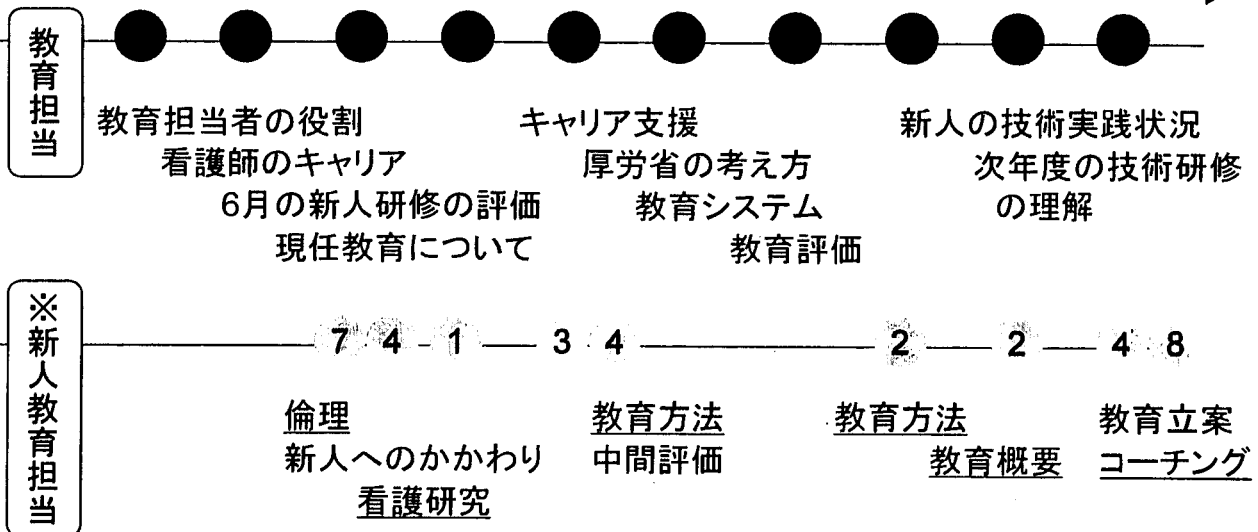 教育担当
教育担当者の役割
看護師のキャリア
6月の新人研修の評価
現任教育について
キャリア支援
厚労省の考え方
教育システム
教育評価
新人の技術実践状況
次年度の技術研修
の理解
※新人教育担当
7 4 1 3 4 2 2 4 8
倫理
新人へのかかわり
看護研究
教育方法
中間評価
教育方法
教育概要
教育立案
コーチング